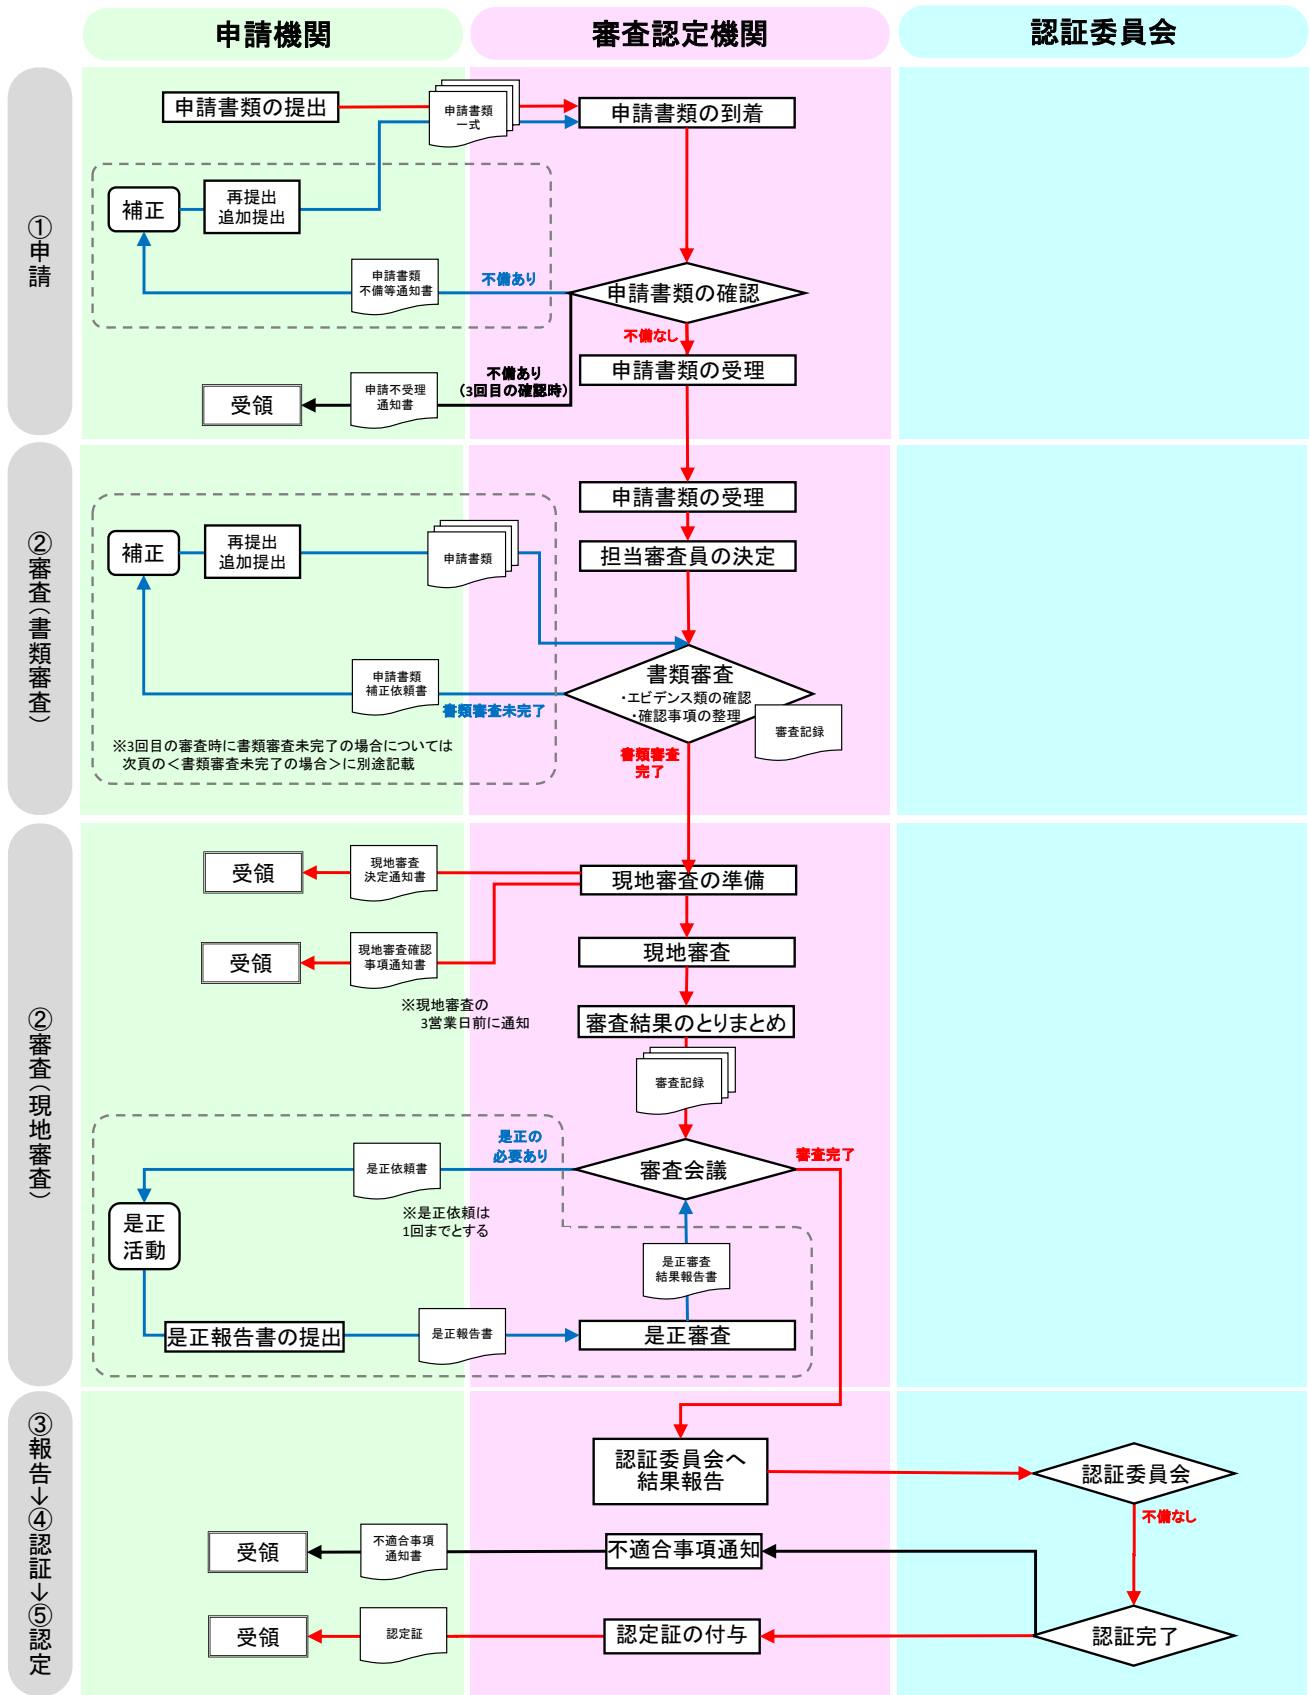 申請機関
審査認定機関
認証委員会
①申請
申請書類の提出
申請書類
一式
申請書類の到着
補正
再提出
追加提出
申請書類
不備等通知書
不備あり
申請書類の確認
不備なし
申請書類の受理
不備あり
(3回目の確認時)
申請不受理
通知書
受領
②審査(書類審査)
申請書類の受理
担当審査員の決定
補正
再提出
追加提出
申請書類
書類審査
・エビデンス類の確認
・確認事項の整理
審査記録
申請書類
補正依頼書
書類審査未完了
※3回目の審査時に書類審査未完了の場合については
次頁の<書類審査未完了の場合>に別途記載
書類審査
完了
②審査(現地審査)
受領
現地審査
決定通知書
現地審査の準備
受領
現地審査確認
事項通知書
現地審査
※現地審査の
3営業日前に通知
審査結果のとりまとめ
審査記録
是正の
必要あり
審査完了
是正依頼書
審査会議
※是正依頼は
1回までとする
是正
活動
是正審査
結果報告書
是正報告書の提出
是正報告書
是正審査
③報告→④認証→⑤認定
認証委員会へ
結果報告
認証委員会
不備なし
受領
不適合事項
通知書
不適合事項通知
受領
認定証
認定証の付与
認証完了